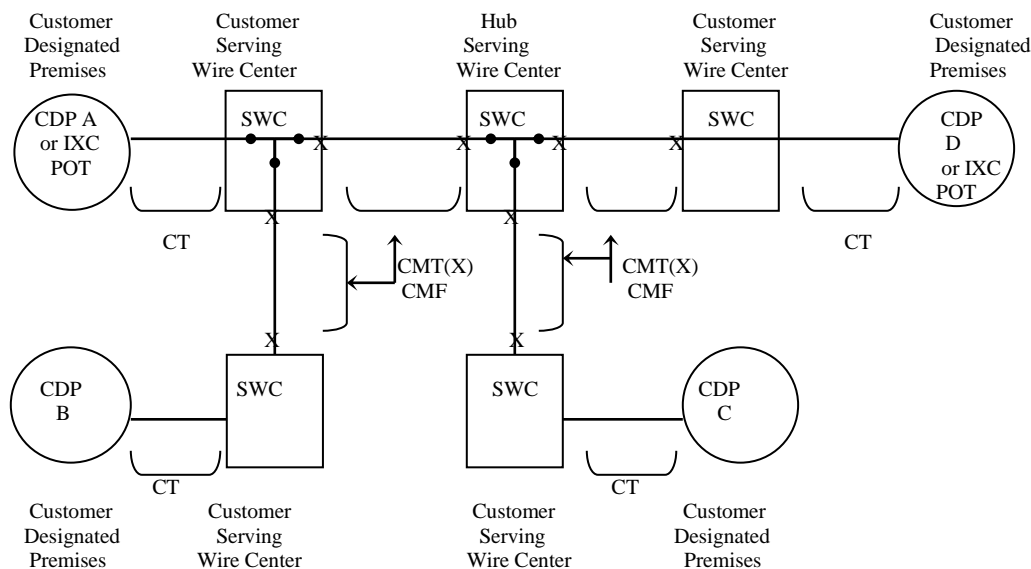 Customer
Designated
Premises
Customer
Serving
Wire Center
Hub
Serving
Wire Center
Customer
Serving
Wire Center
Customer
Designated
Premises
CDP A
or IXC
POT
SWC
X
X
SWC
X
X
X
SWC
CDP
D
or IXC
POT
X
X
CT
CT
CMT(X)
CMF
CMT(X)
CMF
X
X
CDP
B
SWC
SWC
CDP
C
CT
CT
Customer
Designated
Premises
Customer
Serving
Wire Center
Customer
Serving
Wire Center
Customer
Designated
Premises